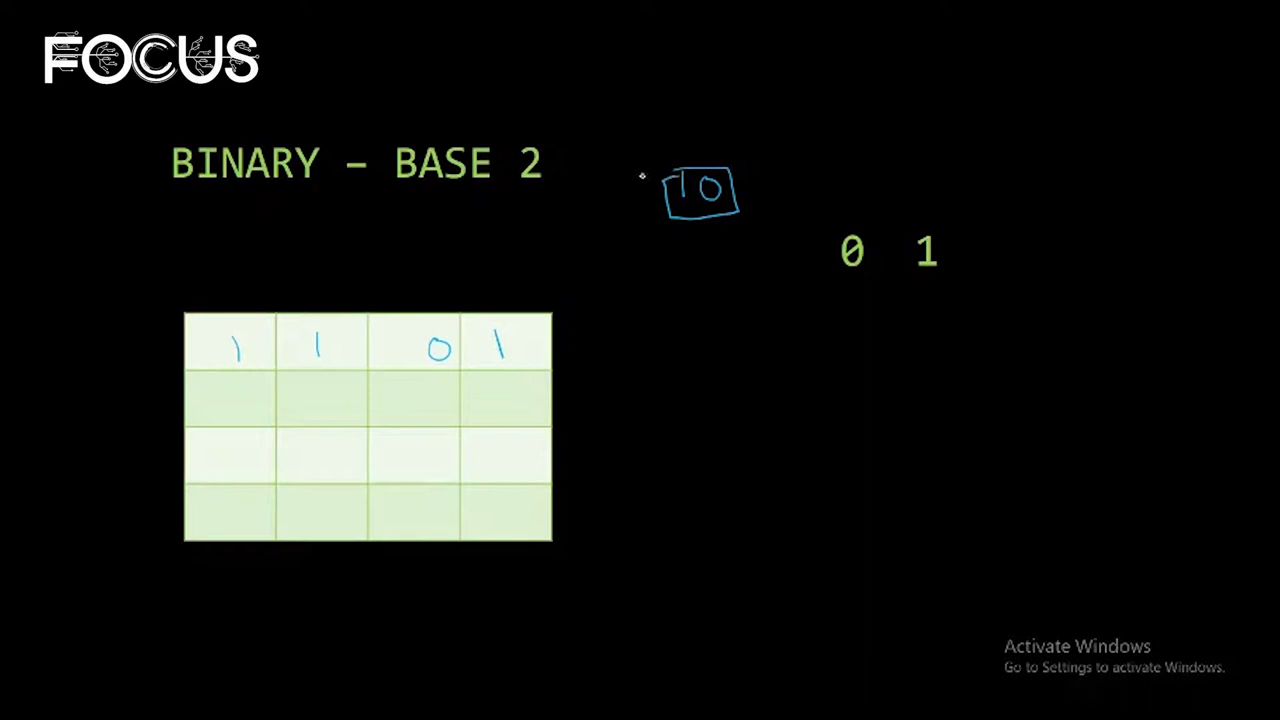 FOCUS
BINARY – BASE 2
10
0 1
1 1 0 1
Activate Windows
Go to Settings to activate Windows.